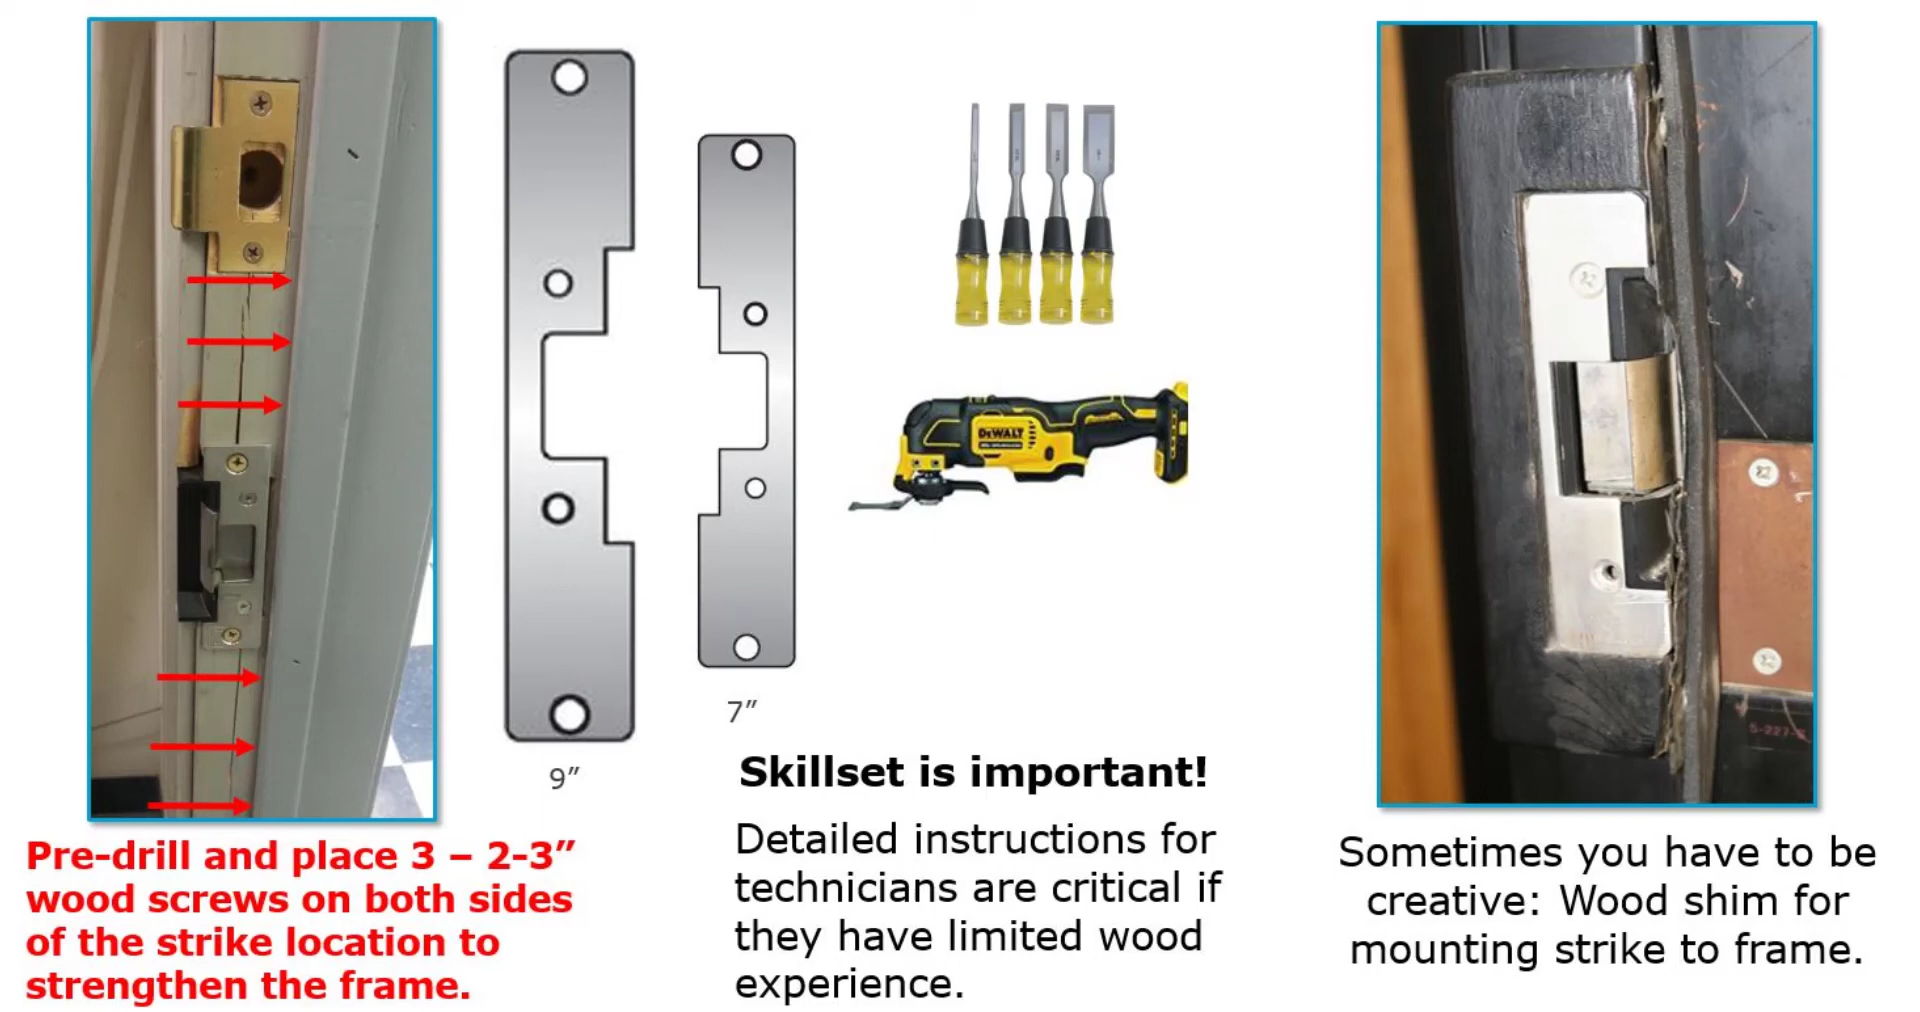 9”
7”
DEWALT
Pre-drill and place 3 – 2-3”
wood screws on both sides
of the strike location to
strengthen the frame.
Skillset is important!
Detailed instructions for
technicians are critical if
they have limited wood
experience.
Sometimes you have to be
creative: Wood shim for
mounting strike to frame.